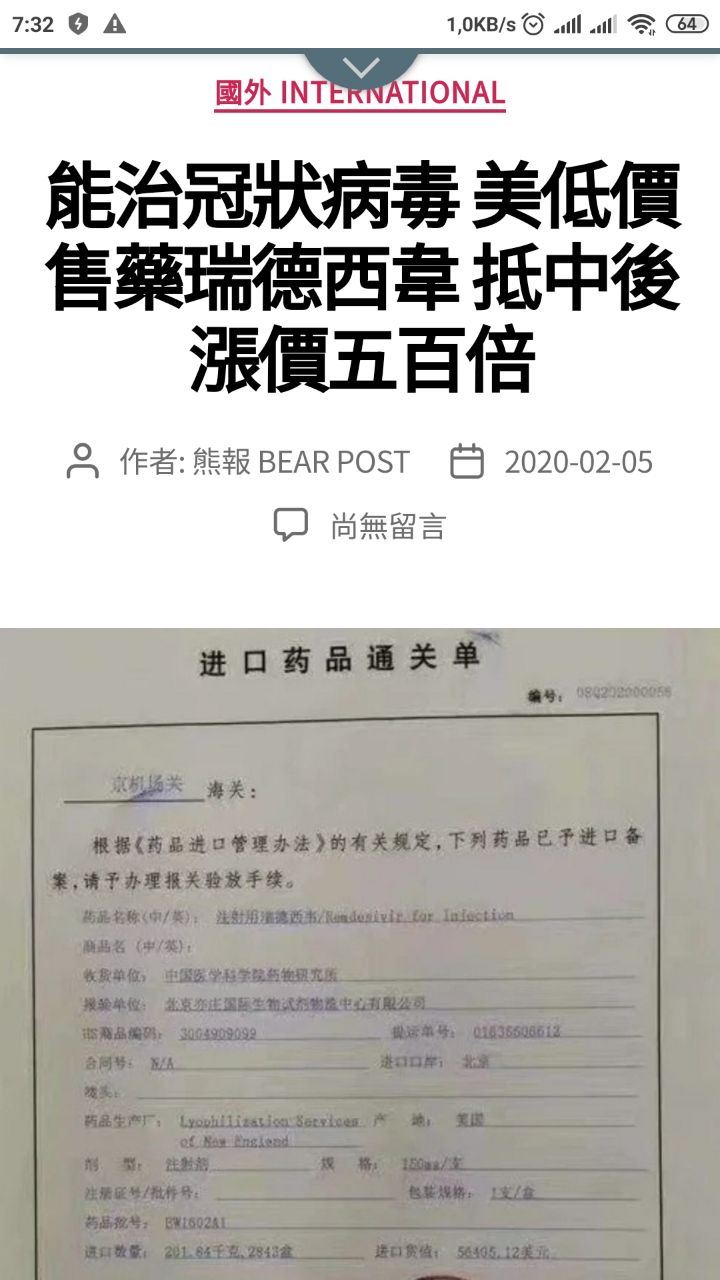 7:32 1,0KB/s 64
國外 INTERNATIONAL
能治冠狀病毒 美低價
售藥瑞德西韋 抵中後
漲價五百倍
作者: 熊報 BEAR POST 2020-02-05
尚無留言
进口药品通关单
编号: 08Q202000056
京机场关 海关:
根据《药品进口管理办法》的有关规定,下列药品已予进口备
案,请予办理报关验放手续。
药品名称(中/英): 注射用瑞德西韦/Remdesivir for Injection
商品名 (中/英):
收货单位: 中国医学科学院药物研究所
报验单位: 北京亦庄国际生物试剂物流中心有限公司
HS商品编码: 3004909099 提运单号: 01636606612
合同号: N/A 进口口岸: 北京
唛头:
药品生产厂: Lyophilization Services 产 地: 美国
of New England
剂 型: 注射剂 规 格: 150mg/支
注册证号/批件号: 包装规格: 1支/盒
药品批号: EW1602A1
进口数量: 201.64千克,2843盒 进口货值: 56405.12美元